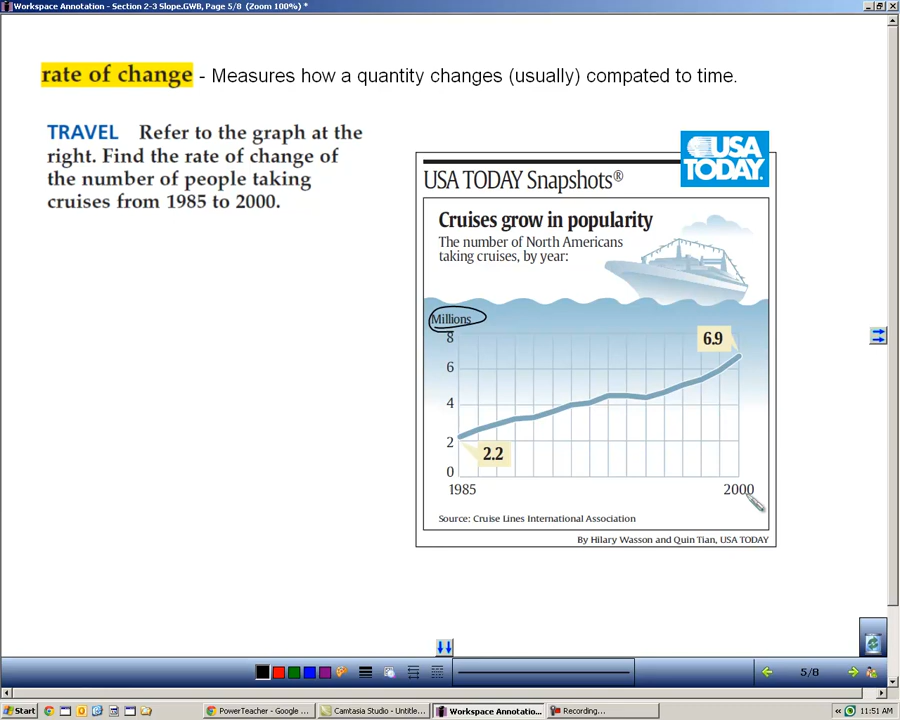 Workspace Annotation - Section 2-3 Slope.GWB, Page 5/8 (Zoom 100%) *
rate of change - Measures how a quantity changes (usually) compated to time.
TRAVEL Refer to the graph at the
right. Find the rate of change of
the number of people taking
cruises from 1985 to 2000.
USA
TODAY.
USA TODAY Snapshots®
Cruises grow in popularity
The number of North Americans
taking cruises, by year:
Millions
8
6.9
6
4
2
2.2
0
1985
2000
Source: Cruise Lines International Association
By Hilary Wasson and Quin Tian, USA TODAY
5/8
Start
PowerTeacher - Google ...
Camtasia Studio - Untitle...
Workspace Annotatio...
Recording...
«
11:51 AM